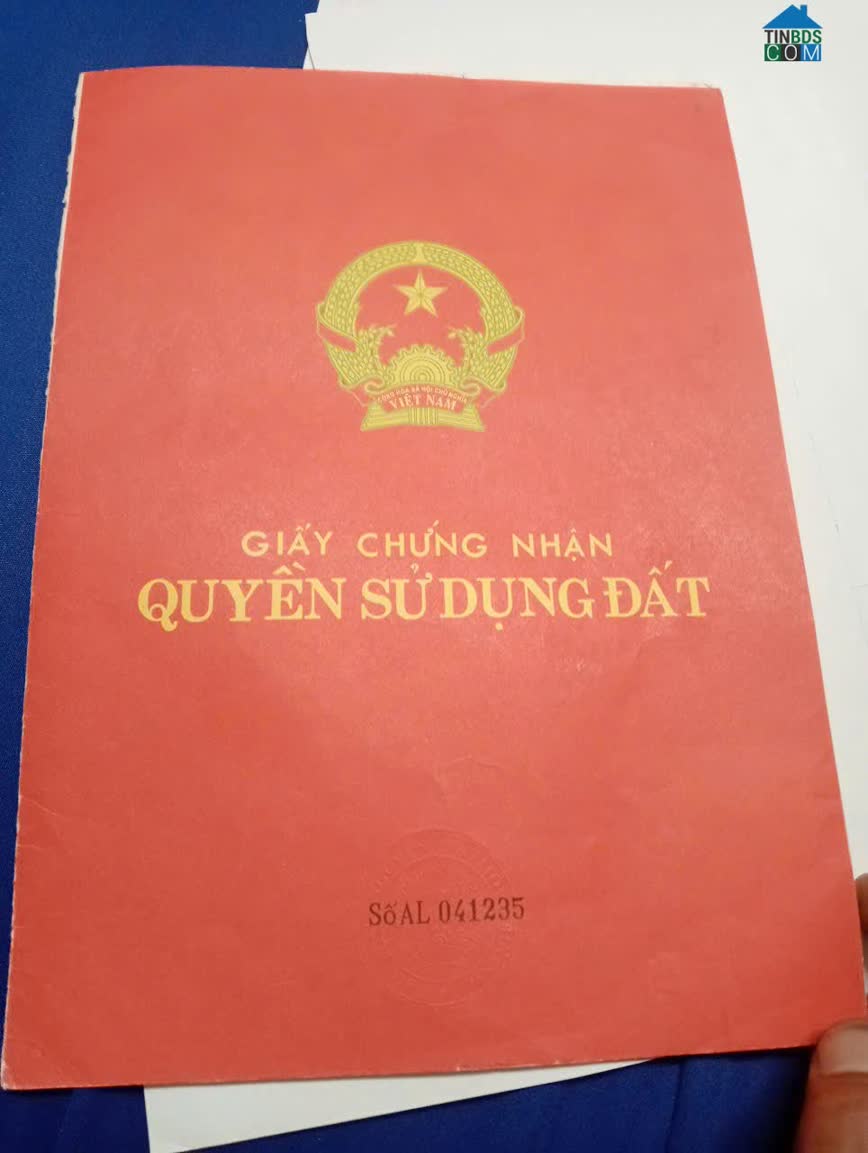 TINBDS
COM
CỘNG HÒA XÃ HỘI CHỦ NGHĨA
VIỆT NAM
GIẤY CHỨNG NHẬN
QUYỀN SỬ DỤNG ĐẤT
Số AL 041235